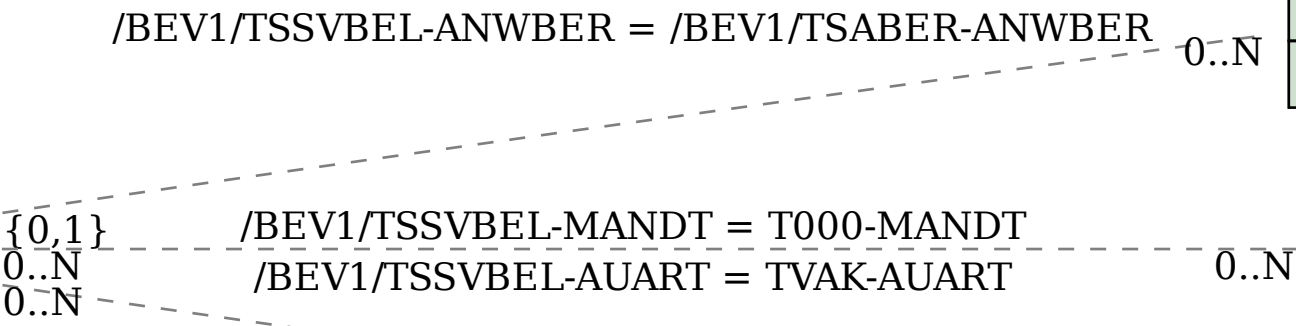 /BEV1/TSSVBEL-ANWBER = /BEV1/TSABER-ANWBER
0..N
{0,1}
/BEV1/TSSVBEL-MANDT = T000-MANDT
0..N
/BEV1/TSSVBEL-AUART = TVAK-AUART
0..N
0..N